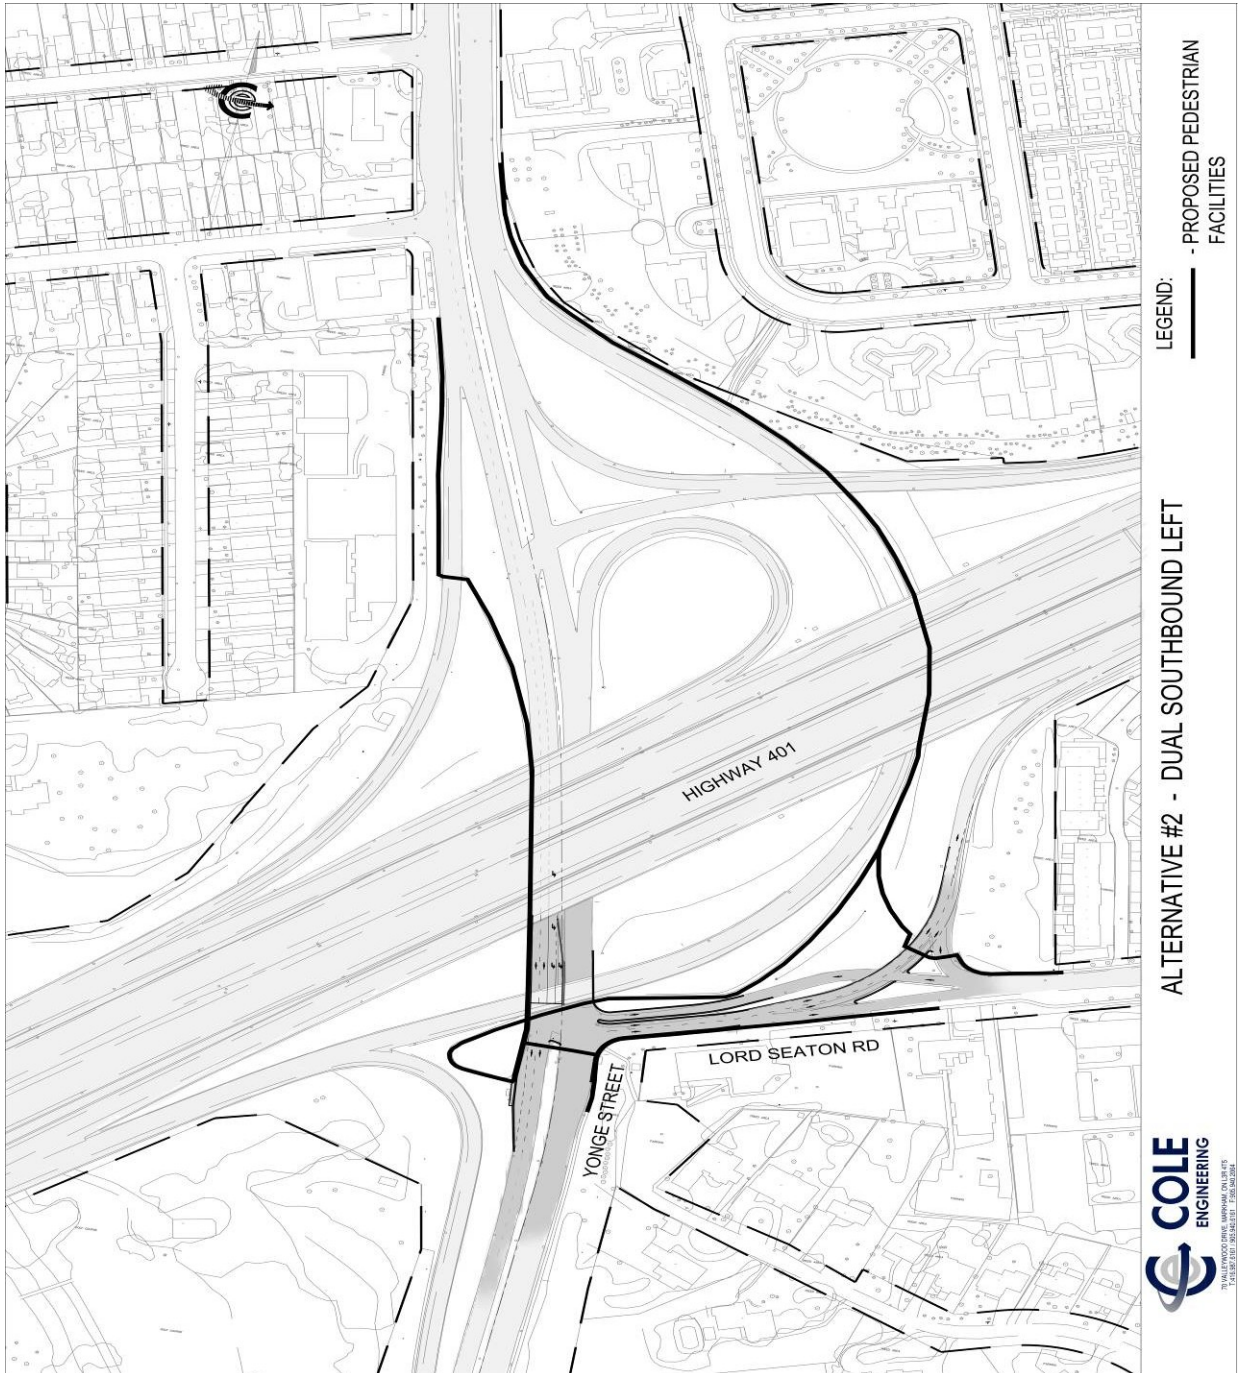 HIGHWAY 401
LORD SEATON RD
YONGE STREET
LEGEND:
- PROPOSED PEDESTRIAN
FACILITIES
ALTERNATIVE #2 - DUAL SOUTHBOUND LEFT
COLE
ENGINEERING